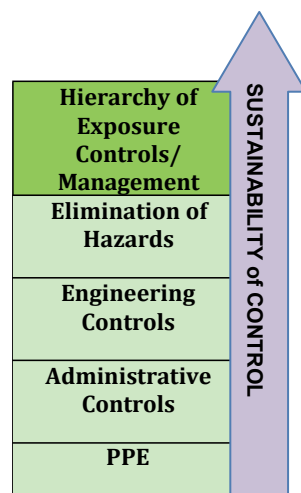 Hierarchy of
Exposure
Controls/
Management
Elimination of
Hazards
Engineering
Controls
Administrative
Controls
PPE
SUSTAINABILITY of CONTROL